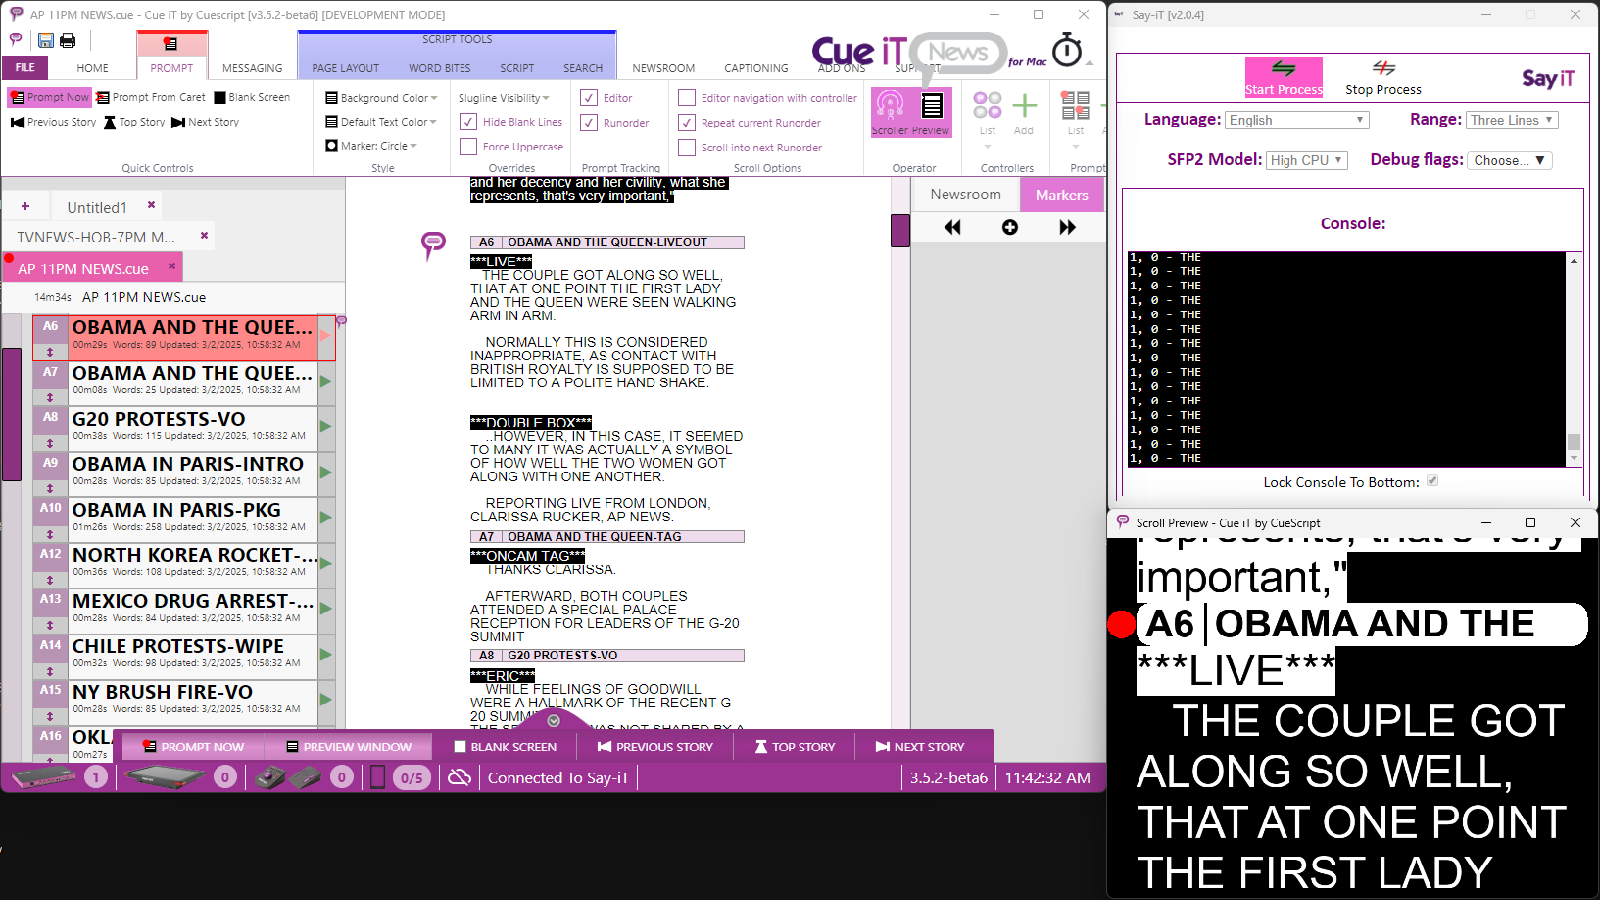 AP 11PM NEWS.cue - Cue iT by Cuescript [v3.5.2-beta6] [DEVELOPMENT MODE]
SCRIPT TOOLS
FILE
HOME
PROMPT
MESSAGING
PAGE LAYOUT
WORD BITES
SCRIPT
SEARCH
NEWSROOM
CAPTIONING
ADD ONS
Cue iT News for Mac
Prompt Now
Prompt From Caret
Blank Screen
Previous Story
Top Story
Next Story
Quick Controls
Background Color
Default Text Color
Marker: Circle
Style
Slugline Visibility
Hide Blank Lines
Force Uppercase
Overrides
Editor
Runorder
Prompt Tracking
Editor navigation with controller
Repeat current Runorder
Scroll into next Runorder
Scroll Options
Scroller Preview
Operator
List
Add
Controllers
List
Prompt
+ Untitled1
TVNEWS-HOB-7PM M...
AP 11PM NEWS.cue
14m34s AP 11PM NEWS.cue
A6 OBAMA AND THE QUEE...
00m29s Words: 89 Updated: 3/2/2025, 10:58:32 AM
A7 OBAMA AND THE QUEE...
00m08s Words: 25 Updated: 3/2/2025, 10:58:32 AM
A8 G20 PROTESTS-VO
00m38s Words: 115 Updated: 3/2/2025, 10:58:32 AM
A9 OBAMA IN PARIS-INTRO
00m28s Words: 85 Updated: 3/2/2025, 10:58:32 AM
A10 OBAMA IN PARIS-PKG
01m26s Words: 258 Updated: 3/2/2025, 10:58:32 AM
A12 NORTH KOREA ROCKET-...
00m36s Words: 108 Updated: 3/2/2025, 10:58:32 AM
A13 MEXICO DRUG ARREST-...
00m28s Words: 84 Updated: 3/2/2025, 10:58:32 AM
A14 CHILE PROTESTS-WIPE
00m32s Words: 98 Updated: 3/2/2025, 10:58:32 AM
A15 NY BRUSH FIRE-VO
00m28s Words: 85 Updated: 3/2/2025, 10:58:32 AM
A16
00m27s
and her decency and her civility, what she
represents, that's very important,"
A6 OBAMA AND THE QUEEN-LIVEOUT
***LIVE***
THE COUPLE GOT ALONG SO WELL,
THAT AT ONE POINT THE FIRST LADY
AND THE QUEEN WERE SEEN WALKING
ARM IN ARM.
NORMALLY THIS IS CONSIDERED
INAPPROPRIATE, AS CONTACT WITH
BRITISH ROYALTY IS SUPPOSED TO BE
LIMITED TO A POLITE HAND SHAKE.
***DOUBLE BOX***
..HOWEVER, IN THIS CASE, IT SEEMED
TO MANY IT WAS ACTUALLY A SYMBOL
OF HOW WELL THE TWO WOMEN GOT
ALONG WITH ONE ANOTHER.
REPORTING LIVE FROM LONDON,
CLARISSA RUCKER, AP NEWS.
A7 OBAMA AND THE QUEEN-TAG
***ONCAM TAG***
THANKS CLARISSA.
AFTERWARD, BOTH COUPLES
ATTENDED A SPECIAL PALACE
RECEPTION FOR LEADERS OF THE G-20
SUMMIT
A8 G20 PROTESTS-VO
***ERIC***
WHILE FEELINGS OF GOODWILL
WERE A HALLMARK OF THE RECENT G
20 SUMM
WAS NOT SHARED BY A
Newsroom
Markers
PROMPT NOW
PREVIEW WINDOW
BLANK SCREEN
PREVIOUS STORY
TOP STORY
NEXT STORY
1
0
0
0/5
Connected To Say-iT
3.5.2-beta6
11:42:32 AM
Say-iT [v2.0.4]
Start Process
Stop Process
Say iT
Language: English
Range: Three Lines
SFP2 Model: High CPU
Debug flags: Choose...
Console:
1, 0 - THE
1, 0 - THE
1, 0 - THE
1, 0 - THE
1, 0 - THE
1, 0 - THE
1, 0 - THE
1, 0 THE
1, 0 - THE
1, 0 - THE
1, 0 - THE
1, 0 - THE
1, 0 - THE
1, 0 - THE
1, 0 - THE
Lock Console To Bottom:
Scroll Preview - Cue iT by CueScript
represents, that's very
important,"
A6 OBAMA AND THE
***LIVE***
THE COUPLE GOT
ALONG SO WELL,
THAT AT ONE POINT
THE FIRST LADY